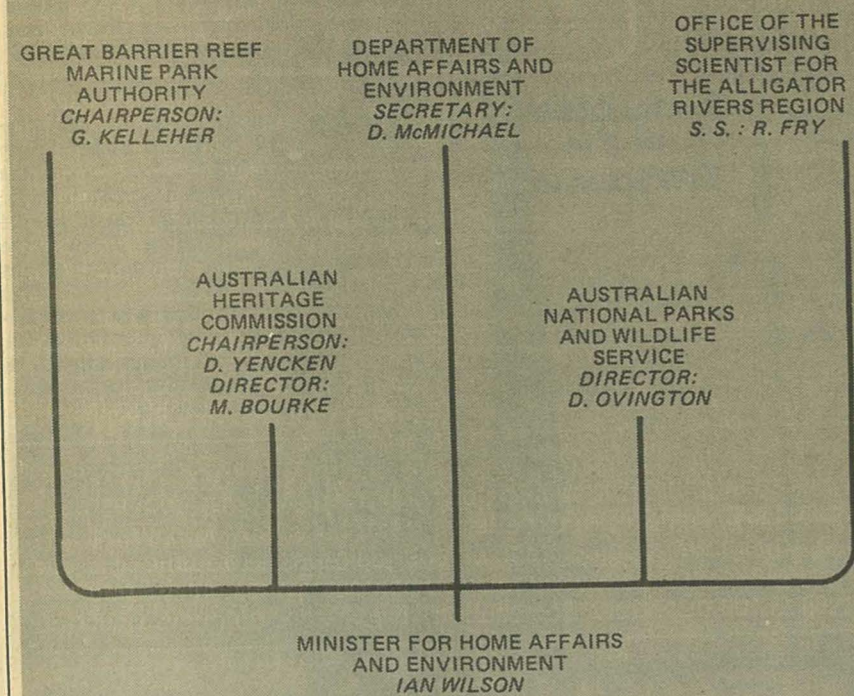 GREAT BARRIER REEF
MARINE PARK
AUTHORITY
CHAIRPERSON:
G. KELLEHER
DEPARTMENT OF
HOME AFFAIRS AND
ENVIRONMENT
SECRETARY:
D. McMICHAEL
OFFICE OF THE
SUPERVISING
SCIENTIST FOR
THE ALLIGATOR
RIVERS REGION
S. S. : R. FRY
AUSTRALIAN
HERITAGE
COMMISSION
CHAIRPERSON:
D. YENCKEN
DIRECTOR:
M. BOURKE
AUSTRALIAN
NATIONAL PARKS
AND WILDLIFE
SERVICE
DIRECTOR:
D. OVINGTON
MINISTER FOR HOME AFFAIRS
AND ENVIRONMENT
IAN WILSON